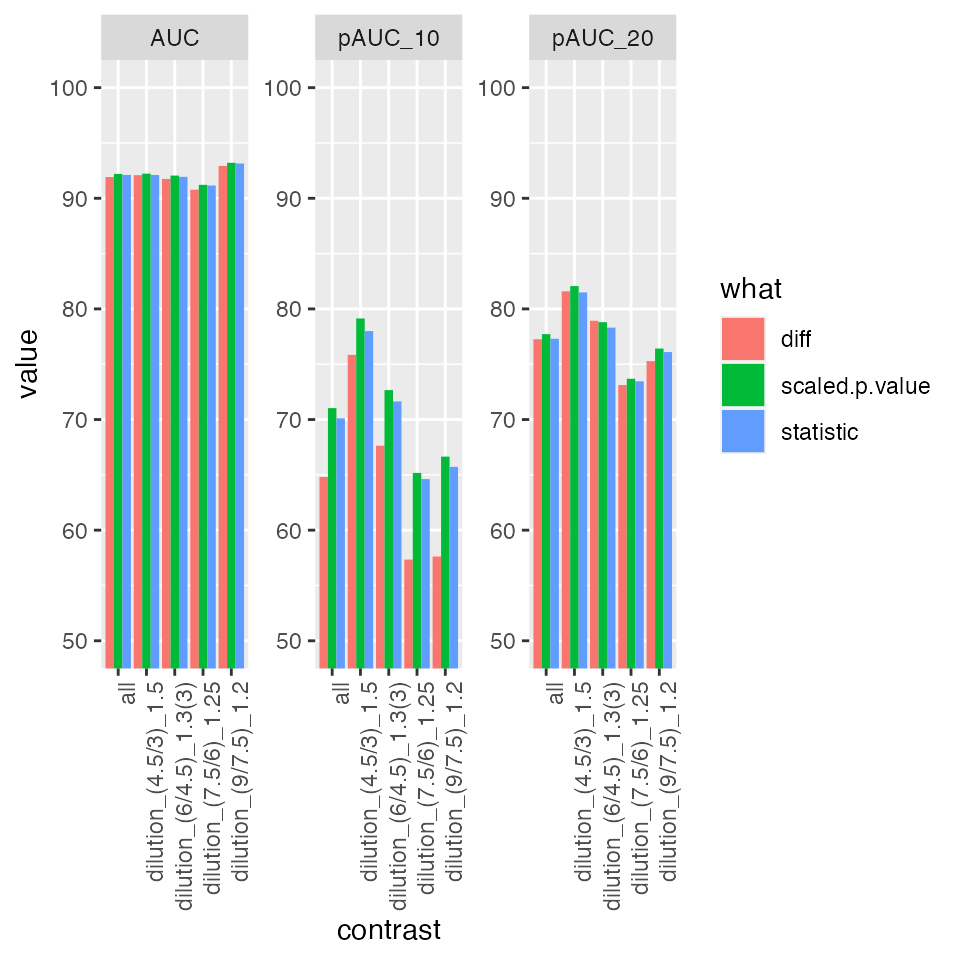 AUC
pAUC_10
pAUC_20
value
100
90
80
70
60
50
100
90
80
70
60
50
100
90
80
70
60
50
all
dilution_(4.5/3)_1.5
dilution_(6/4.5)_1.3(3)
dilution_(7.5/6)_1.25
dilution_(9/7.5)_1.2
all
dilution_(4.5/3)_1.5
dilution_(6/4.5)_1.3(3)
dilution_(7.5/6)_1.25
dilution_(9/7.5)_1.2
all
dilution_(4.5/3)_1.5
dilution_(6/4.5)_1.3(3)
dilution_(7.5/6)_1.25
dilution_(9/7.5)_1.2
contrast
what
diff
scaled.p.value
statistic